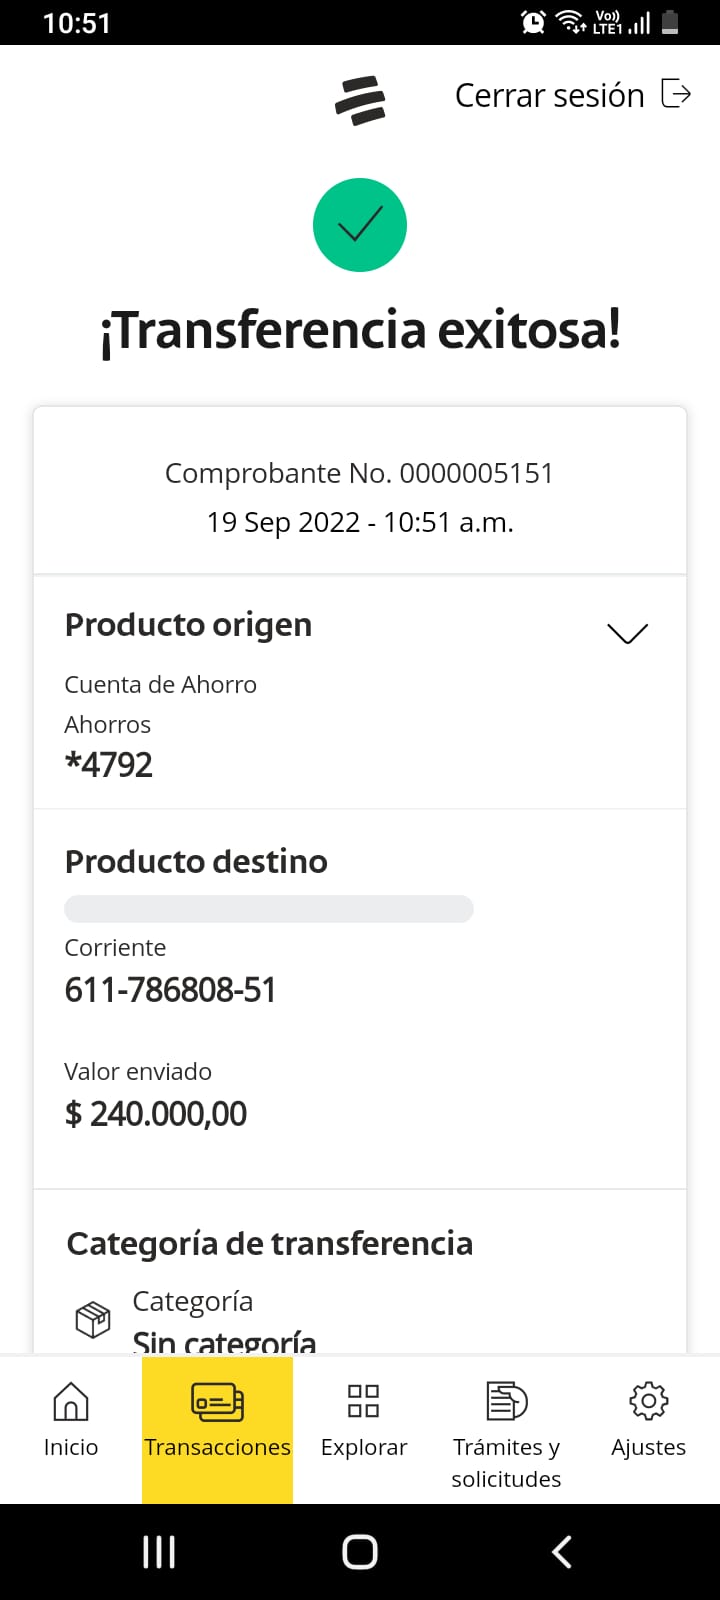 10:51
Vo))
LTE1
Cerrar sesión
¡Transferencia exitosa!
Comprobante No. 0000005151
19 Sep 2022 - 10:51 a.m.
Producto origen
Cuenta de Ahorro
Ahorros
*4792
Producto destino
Corriente
611-786808-51
Valor enviado
$ 240.000,00
Categoría de transferencia
Categoría
Sin categoría
Inicio
Transacciones
Explorar
Trámites y
solicitudes
Ajustes